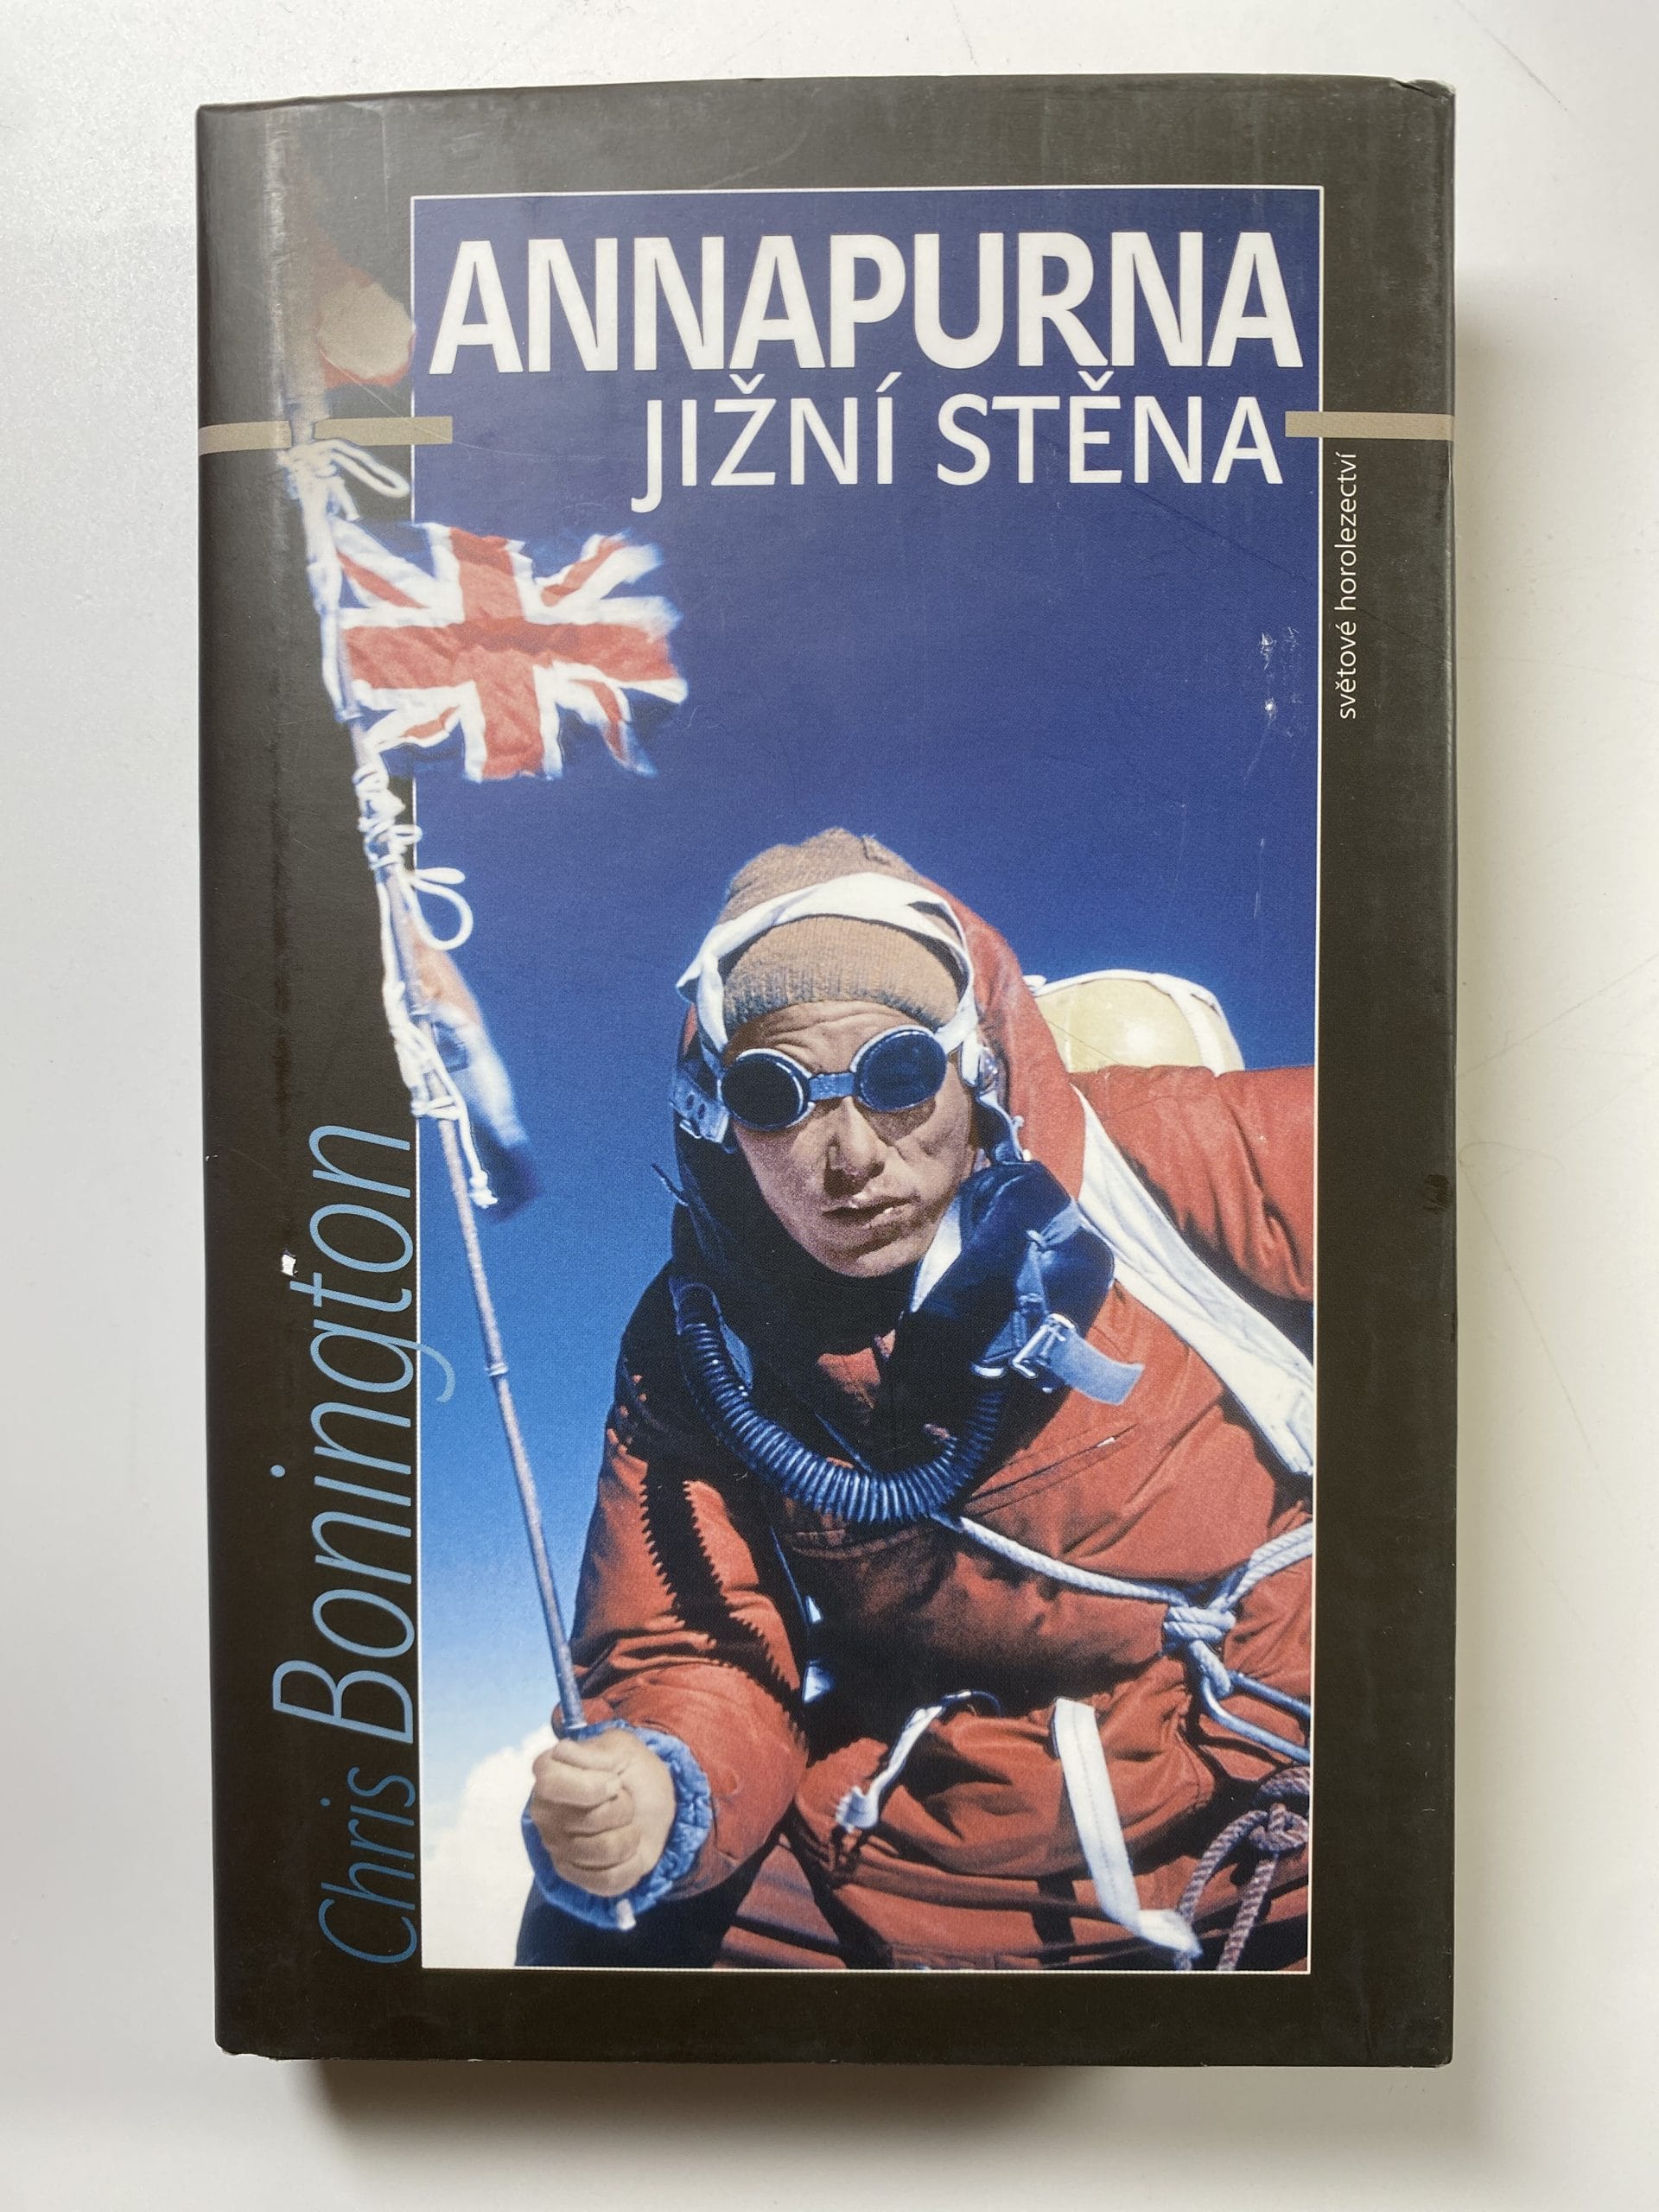 ANNAPURNA
JIŽNÍ STĚNA
světové horolezectví
Chris Bonington